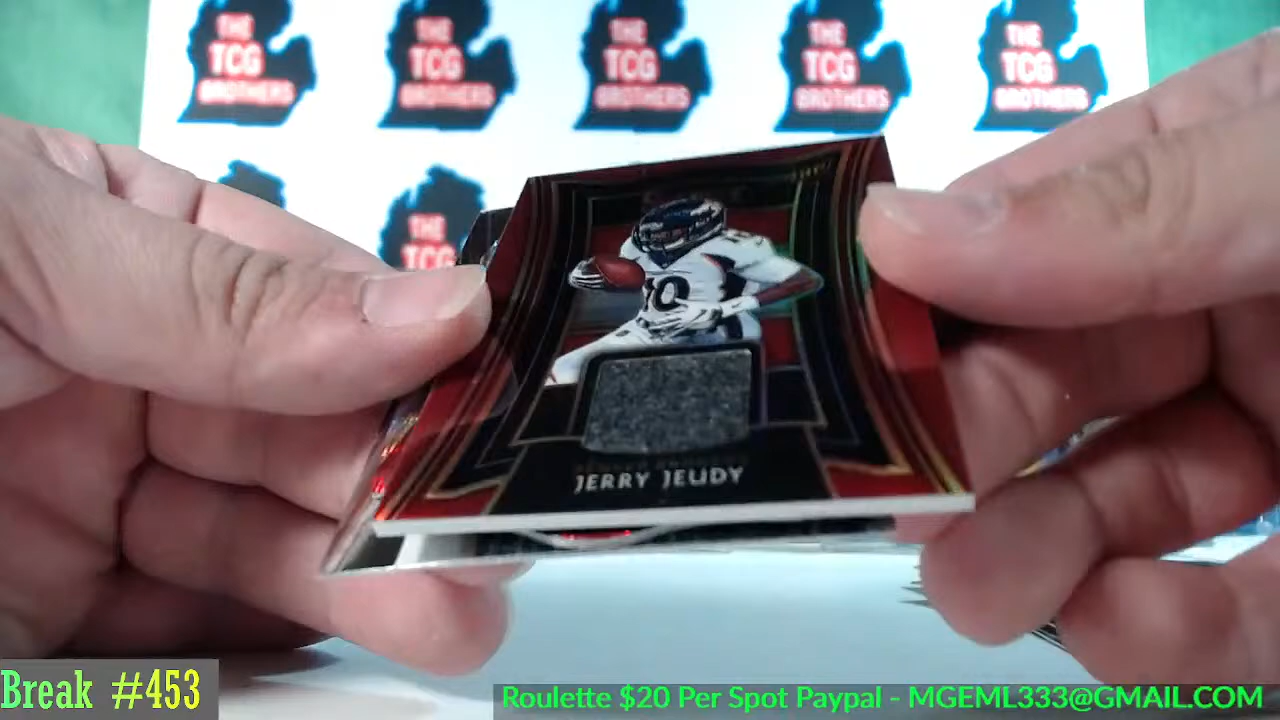 THE
TCG
BROTHERS
THE
TCG
BROTHERS
THE
TCG
BROTHERS
THE
TCG
BROTHERS
THE
TCG
BROTHERS
THE
TCG
10
JERRY JEUDY
Break #453
Roulette $20 Per Spot Paypal - MGEML333@GMAIL.COM